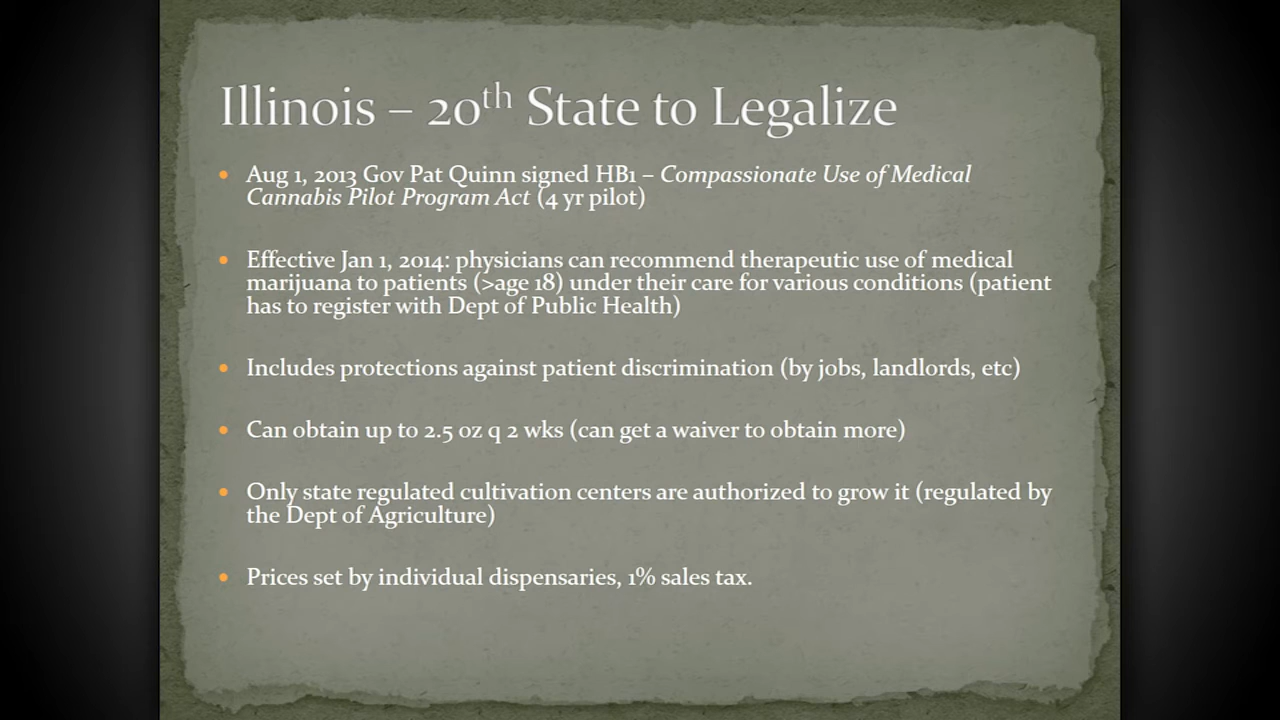 Illinois – 20th State to Legalize
• Aug 1, 2013 Gov Pat Quinn signed HB1 – Compassionate Use of Medical
Cannabis Pilot Program Act (4 yr pilot)
• Effective Jan 1, 2014: physicians can recommend therapeutic use of medical
marijuana to patients (>age 18) under their care for various conditions (patient
has to register with Dept of Public Health)
• Includes protections against patient discrimination (by jobs, landlords, etc)
• Can obtain up to 2.5 oz q 2 wks (can get a waiver to obtain more)
• Only state regulated cultivation centers are authorized to grow it (regulated by
the Dept of Agriculture)
• Prices set by individual dispensaries, 1% sales tax.